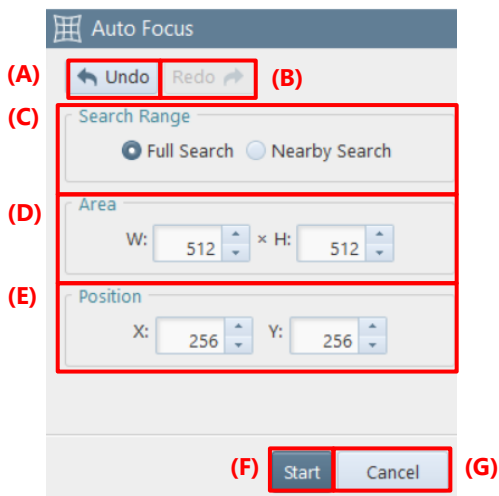 Auto Focus
(A) Undo Redo (B)
(C) Search Range
Full Search Nearby Search
(D) Area
W: 512 × H: 512
(E) Position
X: 256 Y: 256
(F) Start Cancel (G)